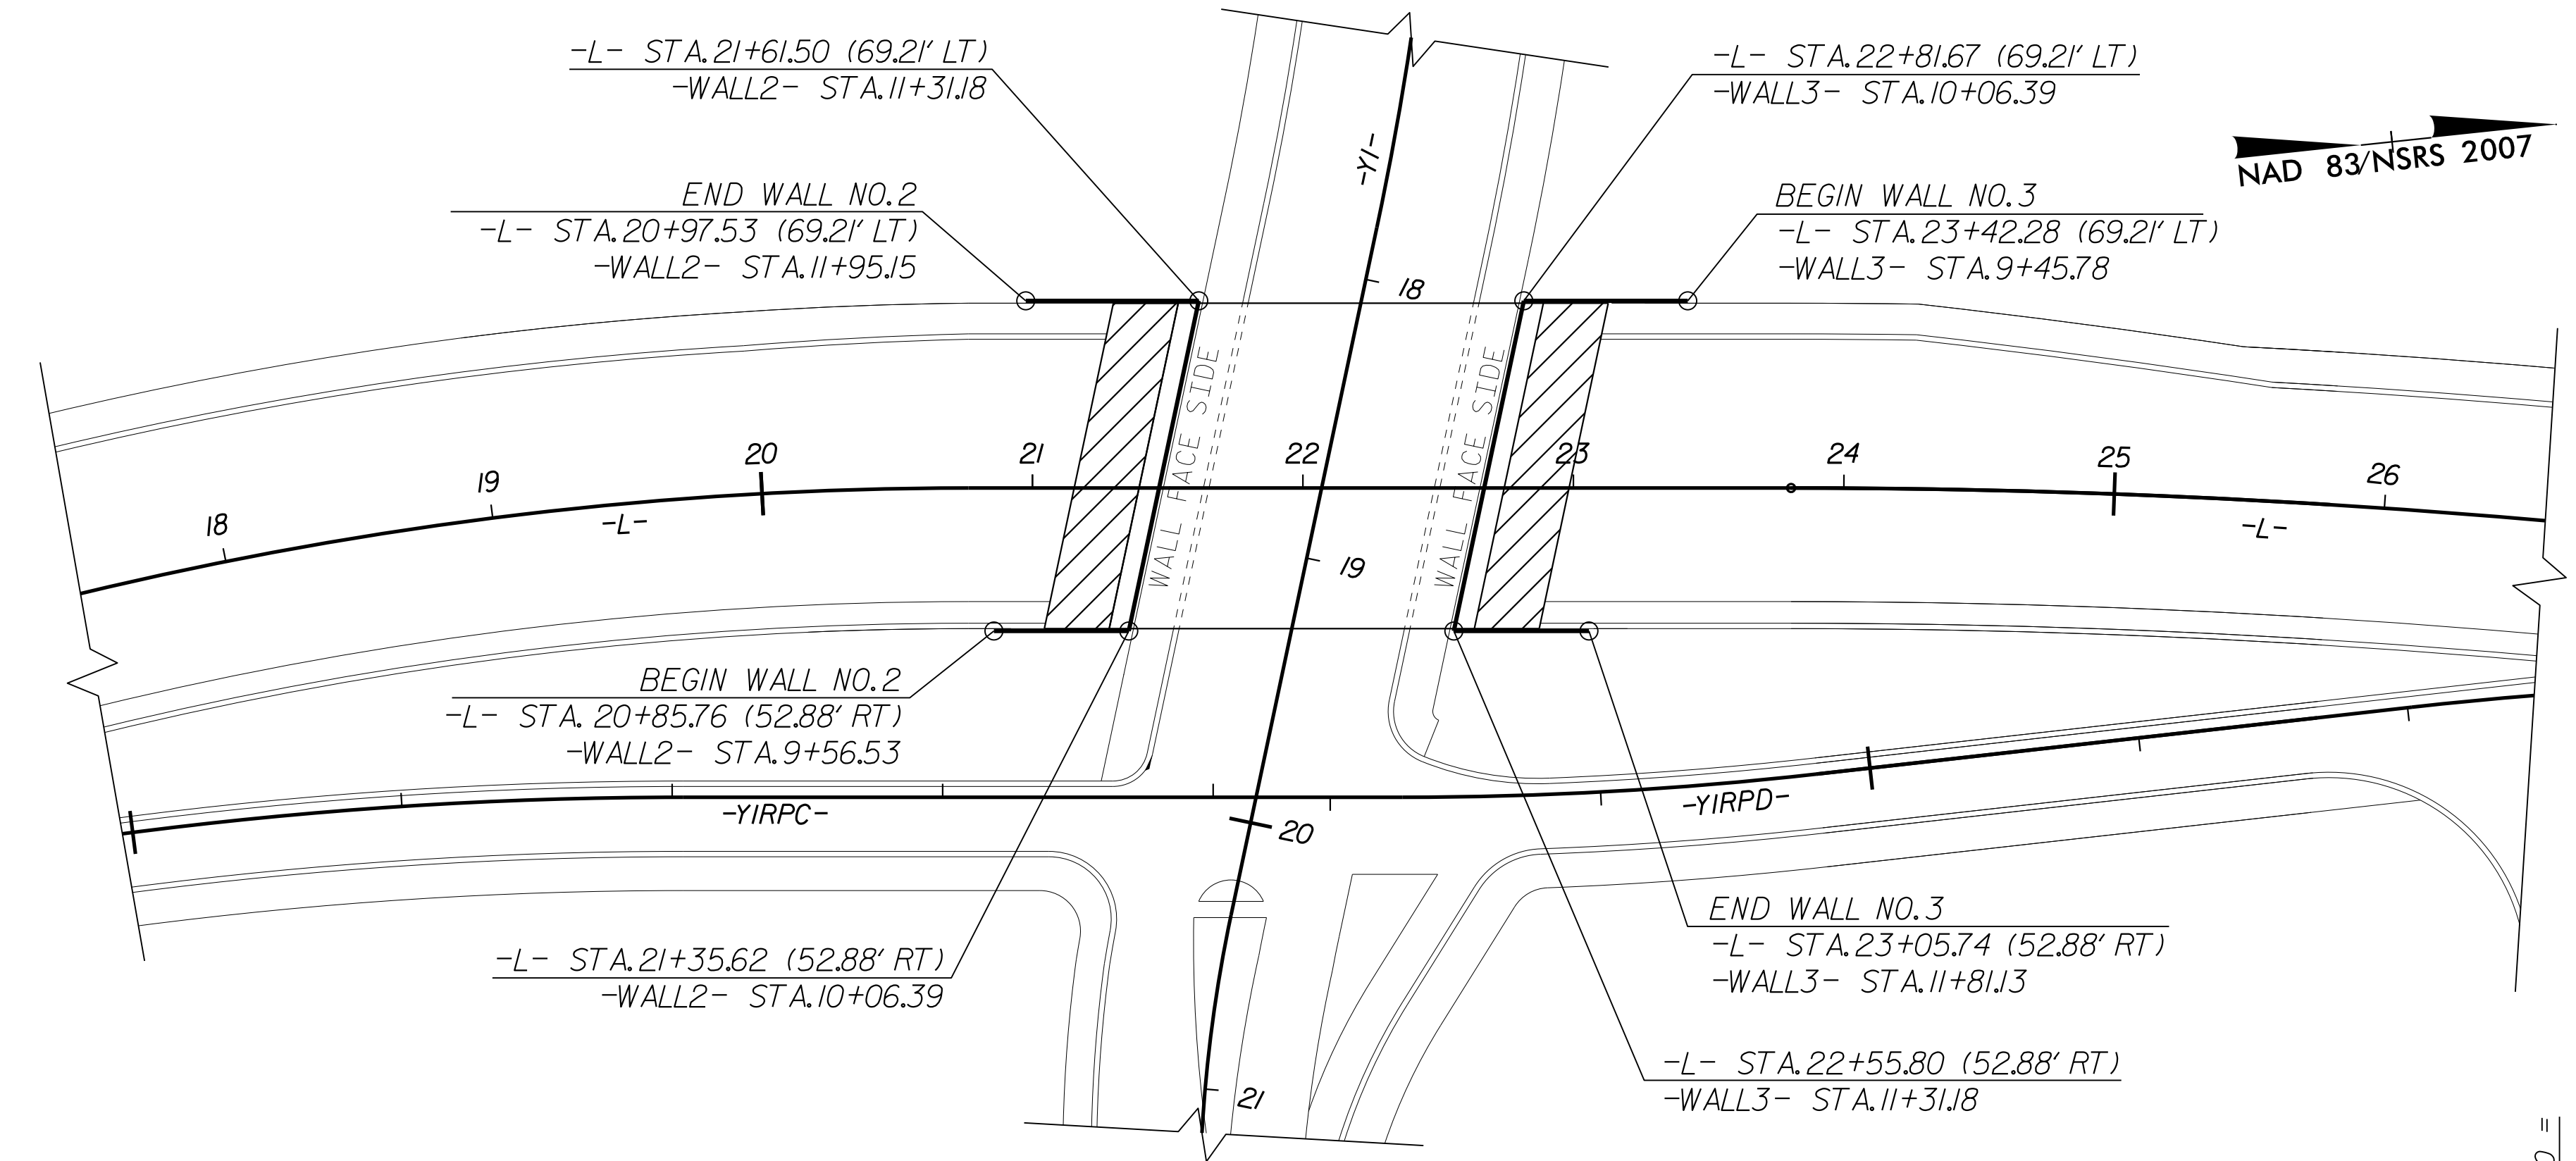 -L- STA.21+61.50 (69.21' LT)
-WALL2- STA.11+31.18
-L- STA.22+81.67 (69.21' LT)
-WALL3- STA.10+06.39
-Y1-
NAD 83/NSRS 2007
END WALL NO.2
-L- STA.20+97.53 (69.21' LT)
-WALL2- STA.11+95.15
BEGIN WALL NO.3
-L- STA.23+42.28 (69.21' LT)
-WALL3- STA.9+45.78
18
WALL FACE SIDE
WALL FACE SIDE
18
19
20
21
22
23
24
25
26
-L-
-L-
19
BEGIN WALL NO.2
-L- STA. 20+85.76 (52.88' RT)
-WALL2- STA.9+56.53
-Y1RPC-
-Y1RPD-
20
-L- STA.21+35.62 (52.88' RT)
-WALL2- STA.10+06.39
END WALL NO.3
-L- STA.23+05.74 (52.88' RT)
-WALL3- STA.11+81.13
-L- STA.22+55.80 (52.88' RT)
-WALL3- STA.11+31.18
21